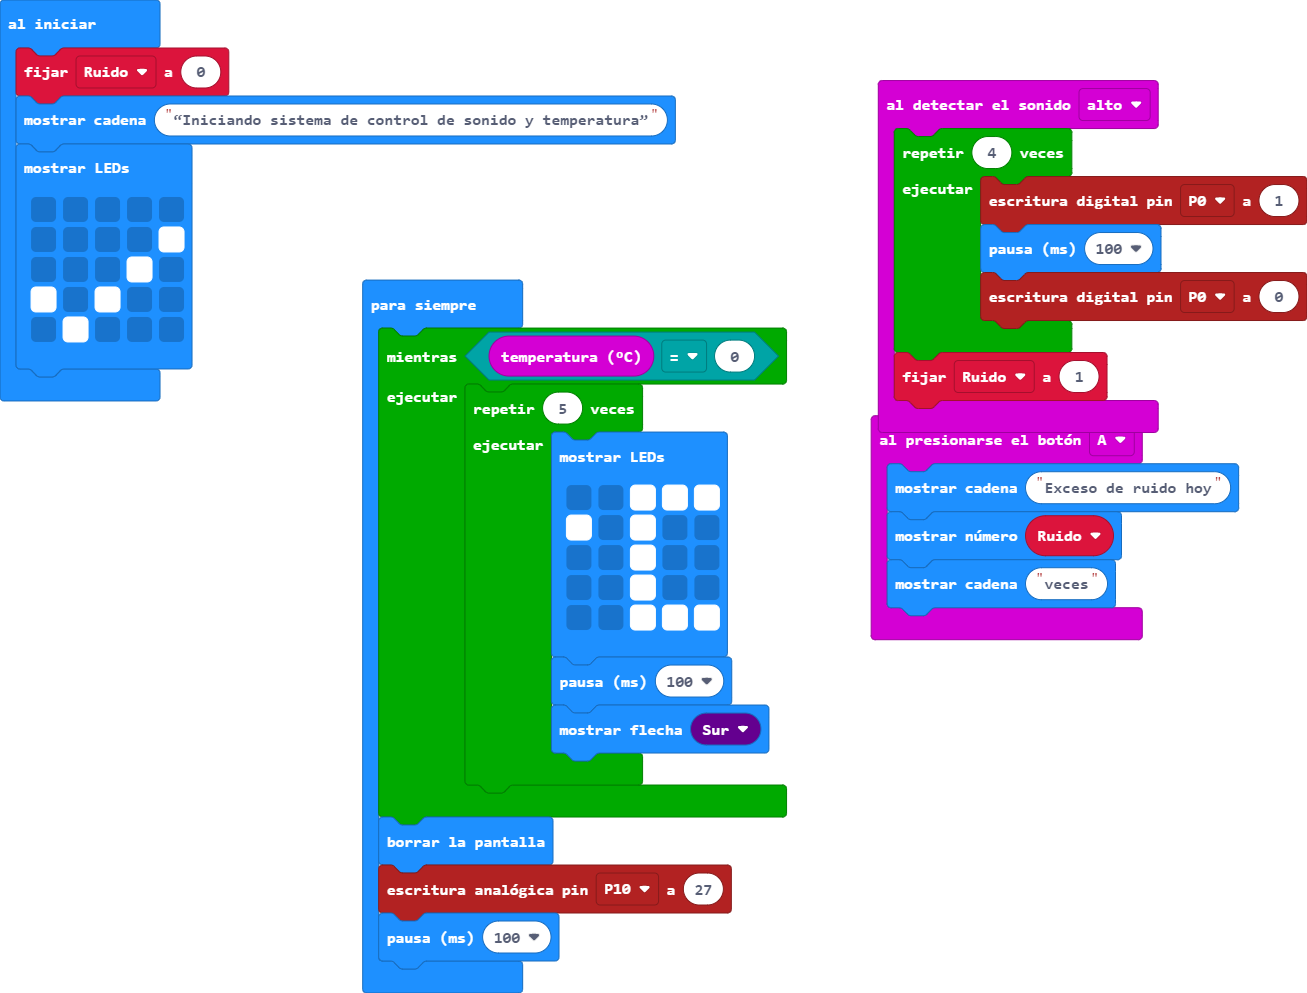 al iniciar
fijar Ruido a 0
mostrar cadena "“Iniciando sistema de control de sonido y temperatura”"
mostrar LEDs
para siempre
mientras temperatura (ºC) = 0
ejecutar
repetir 5 veces
ejecutar
mostrar LEDs
pausa (ms) 100
mostrar flecha Sur
borrar la pantalla
escritura analógica pin P10 a 27
pausa (ms) 100
al detectar el sonido alto
repetir 4 veces
ejecutar
escritura digital pin P0 a 1
pausa (ms) 100
escritura digital pin P0 a 0
fijar Ruido a 1
al presionarse el botón A
mostrar cadena "Exceso de ruido hoy"
mostrar número Ruido
mostrar cadena "veces"